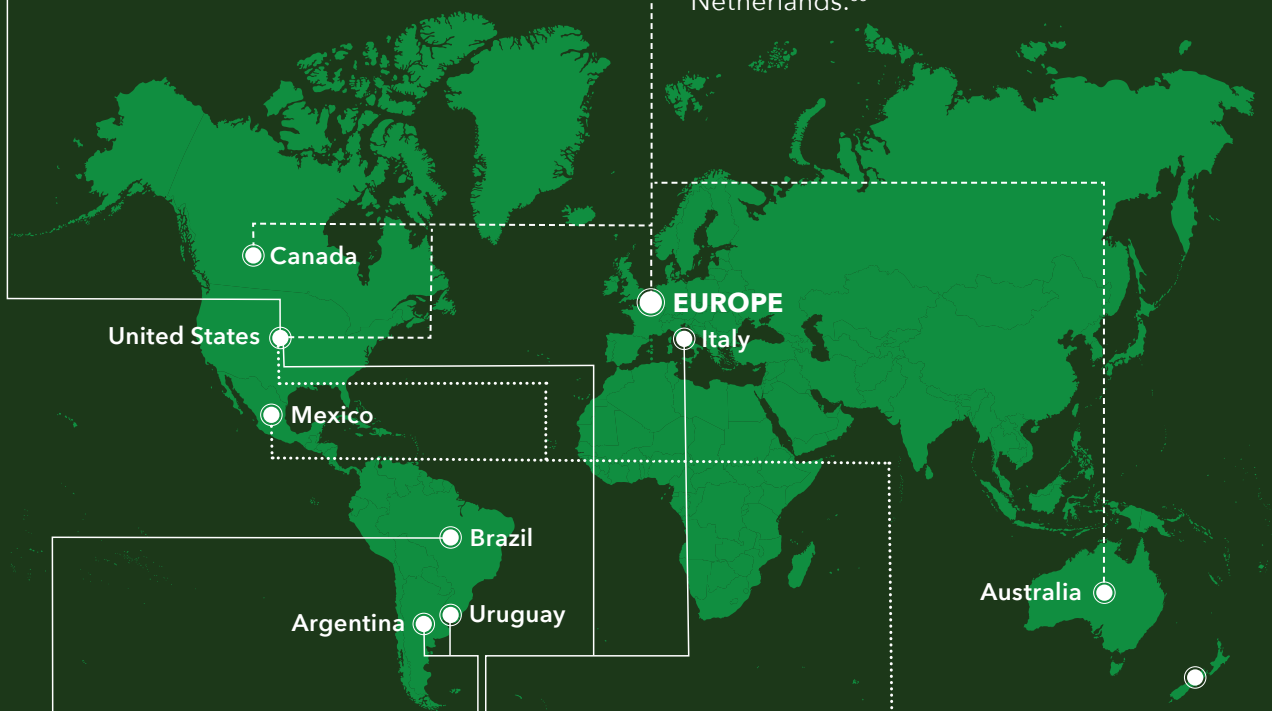 Netherlands.
Canada
EUROPE
United States
Italy
Mexico
Brazil
Uruguay
Argentina
Australia